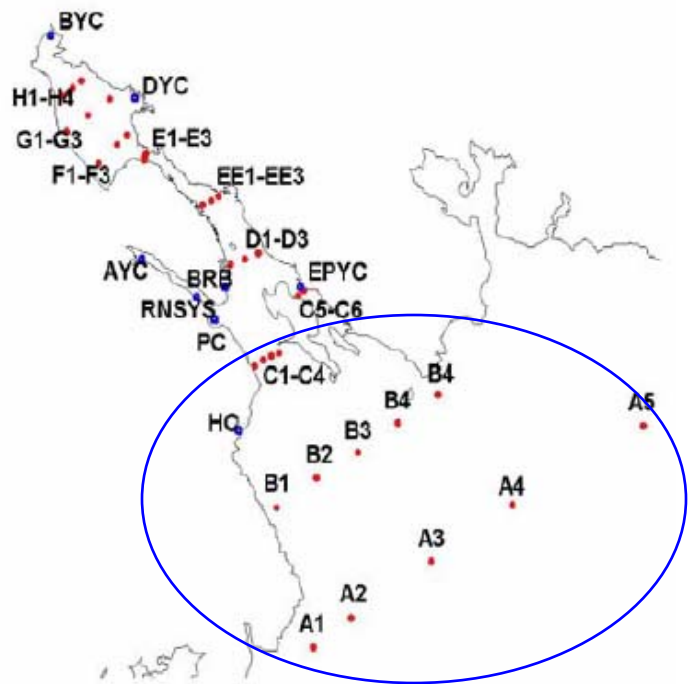 BYC
DYC
H1-H4
G1-G3
E1-E3
F1-F3
EE1-EE3
D1-D3
AYC
BRB
EPYC
RNSYS
C5-C6
PC
C1-C4
B4
B4
A5
HC
B3
B2
B1
A4
A3
A2
A1